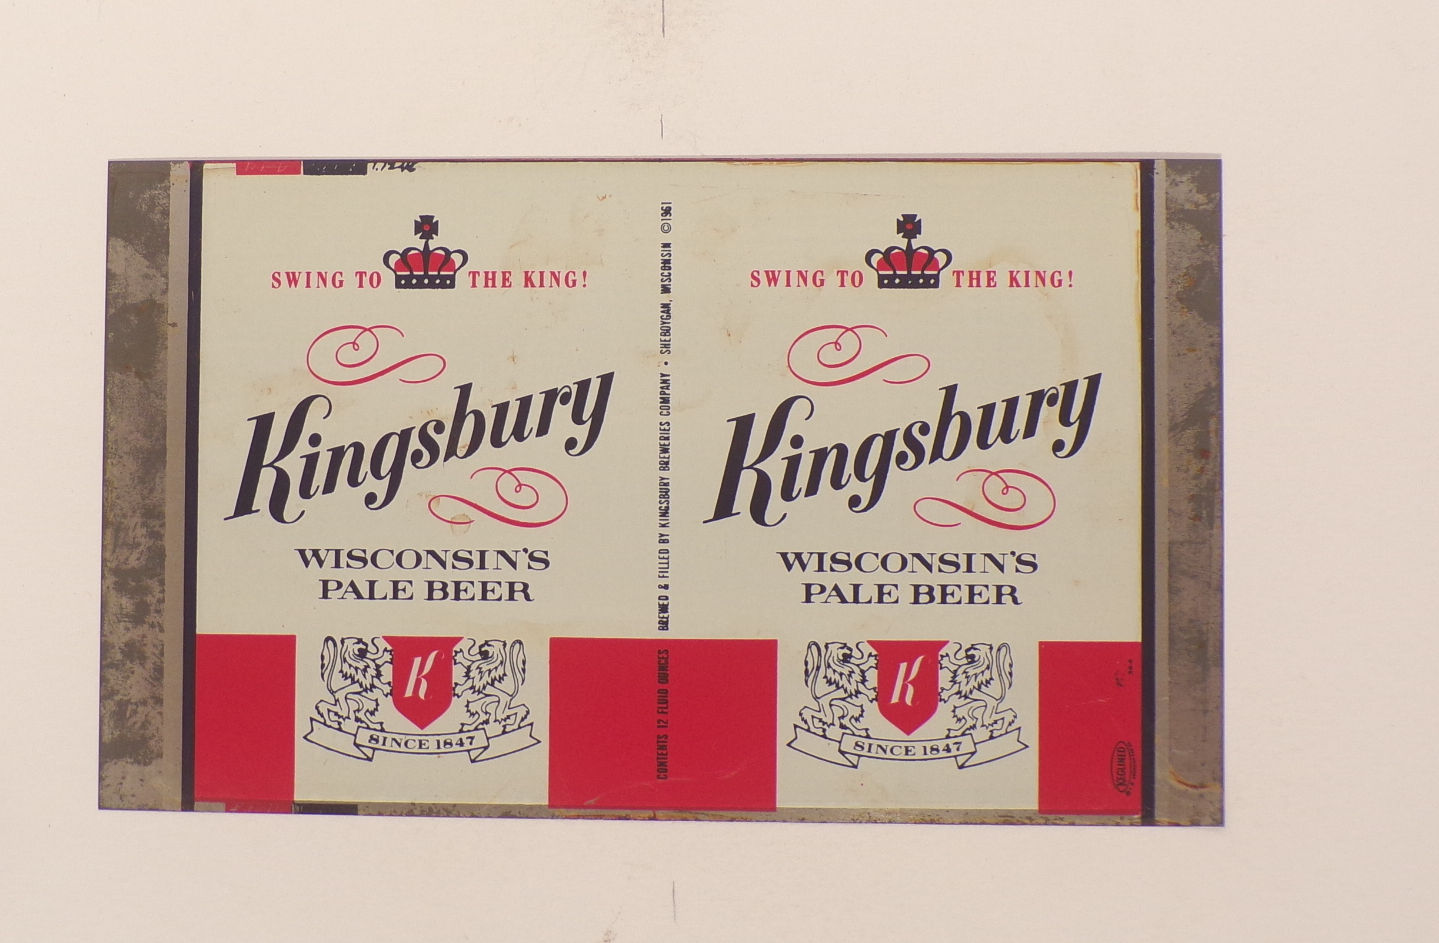 SWING TO THE KING!
Kingsbury
WISCONSIN'S
PALE BEER
K
SINCE 1847
CONTENTS 12 FLUID OUNCES BREWED & FILLED BY KINGSBURY BREWERIES COMPANY • SHEBOYGAN, WISCONSIN ©1961
SWING TO THE KING!
Kingsbury
WISCONSIN'S
PALE BEER
K
SINCE 1847
KEGLINED